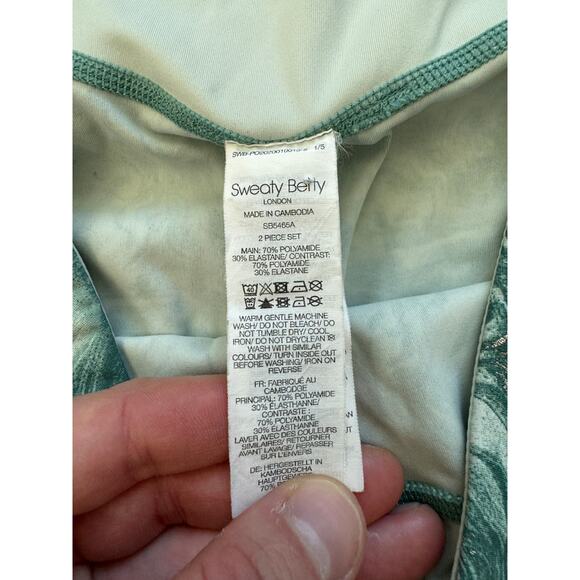 1/5
Sweaty Betty
LONDON
MADE IN CAMBODIA
SB5465A
2 PIECE SET
MAIN: 70% POLYAMIDE
30% ELASTANE/ CONTRAST:
70% POLYAMIDE
30% ELASTANE
WARM GENTLE MACHINE
WASH/ DO NOT BLEACH/ DO
NOT TUMBLE DRY/ COOL
IRON/ DO NOT DRYCLEAN
WASH WITH SIMILAR
COLOURS/ TURN INSIDE OUT
BEFORE WASHING/ IRON ON
REVERSE
FR: FABRIQUÉ AU
CAMBODGE
PRINCIPAL: 70% POLYAMIDE
30% ÉLASTHANNE/
CONTRASTE :
70% POLYAMIDE
30% ÉLASTHANNE
LAVER AVEC DES COULEURS
SIMILAIRES/ RETOURNER
AVANT LAVAGE/ REPASSER
SUR L'ENVERS
DE: HERGESTELLT IN
KAMBODSCHA
70%